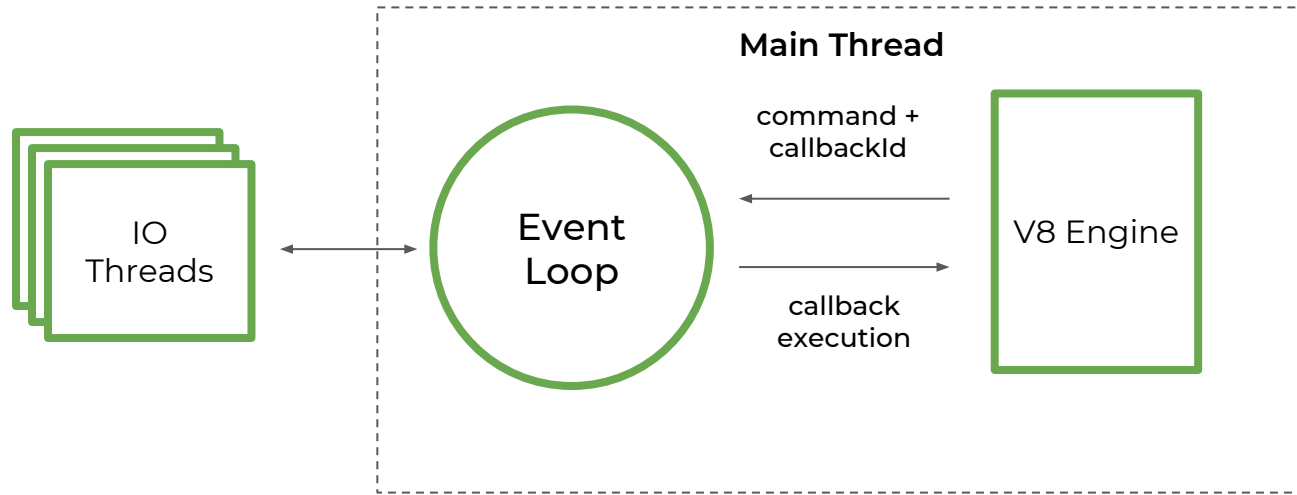 Main Thread
IO
Threads
Event
Loop
command +
callbackId
callback
execution
V8 Engine